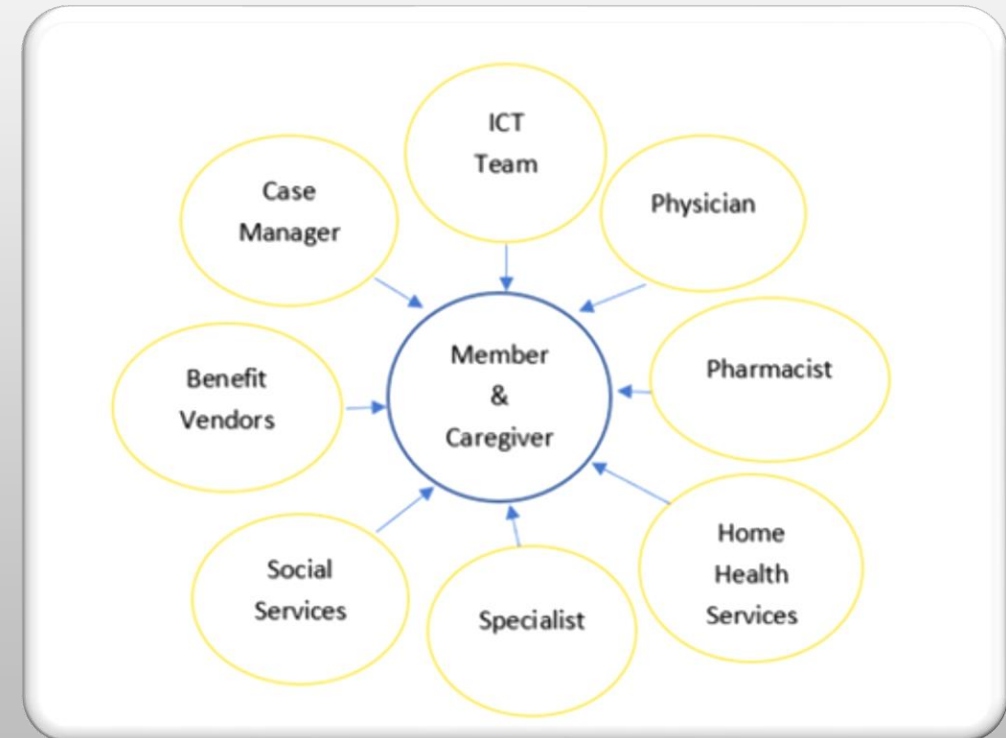 ICT
Team
Physician
Case
Manager
Member
&
Caregiver
Pharmacist
Benefit
Vendors
Home
Health
Services
Social
Services
Specialist